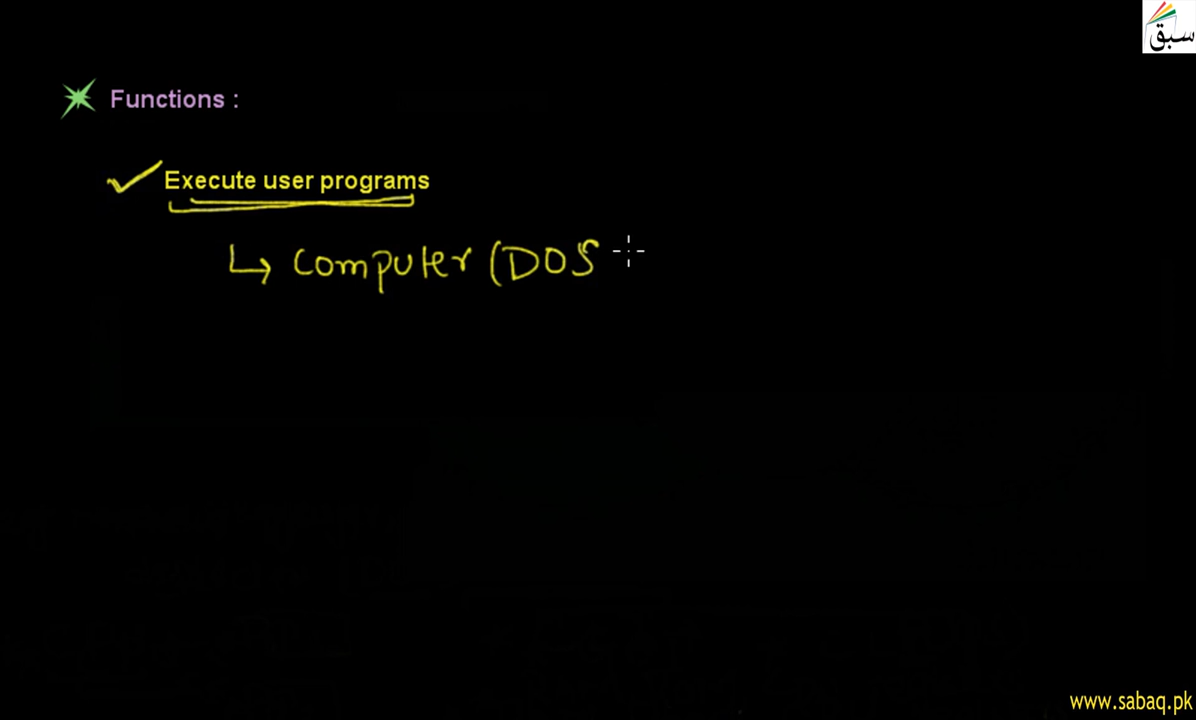 سبق
Functions :
Execute user programs
Computer (DOS
www.sabaq.pk